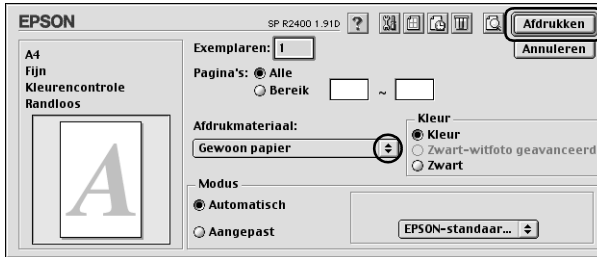 EPSON
SP R2400 1.91D
?
Afdrukken
Annuleren
A4
Fijn
Kleurencontrole
Randloos
A
Exemplaren: 1
Pagina's: Alle
Bereik ~
Afdrukmateriaal:
Gewoon papier
Kleur
Kleur
Zwart-witfoto geavanceerd
Zwart
Modus
Automatisch
Aangepast
EPSON-standaar...